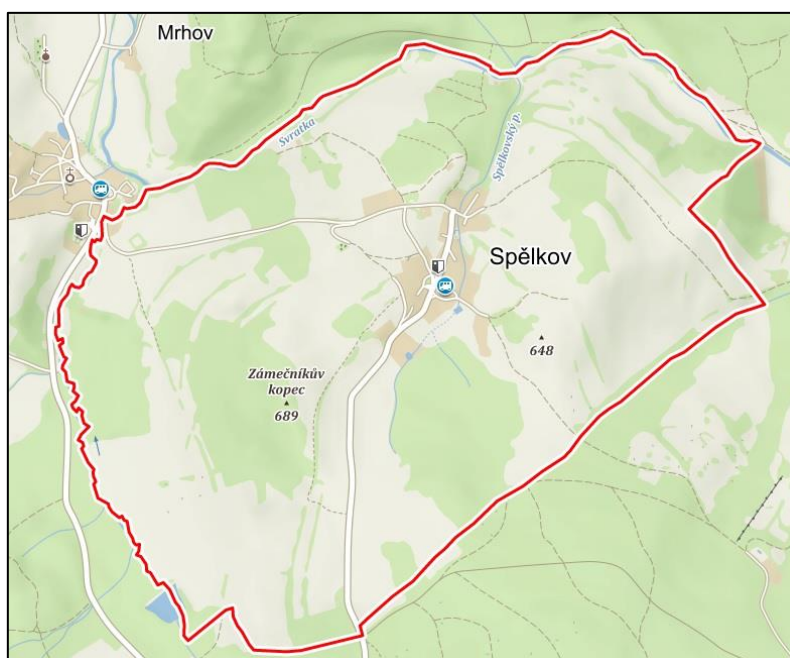 Mrhov
Svratka
Spělkovský p.
Spělkov
648
Zámečníkův
kopec
689